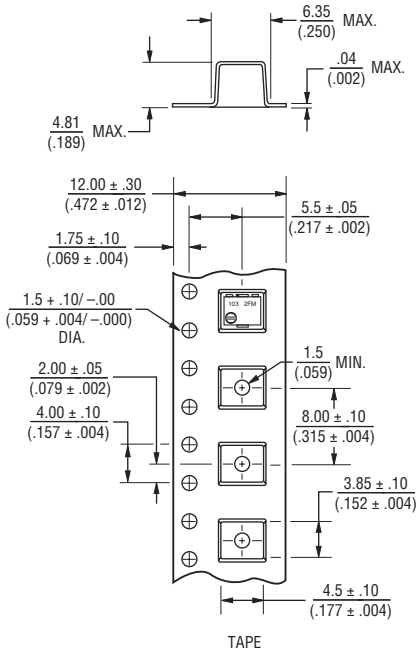 6.35
(.250) MAX.
.04
(.002) MAX.
4.81
(.189) MAX.
12.00 ± .30
(.472 ± .012)
5.5 ± .05
(.217 ± .002)
1.75 ± .10
(.069 ± .004)
1.5 + .10/ –.00
(.059 + .004/ –.000)
DIA.
103 2FM
2.00 ± .05
(.079 ± .002)
1.5
(.059) MIN.
4.00 ± .10
(.157 ± .004)
8.00 ± .10
(.315 ± .004)
3.85 ± .10
(.152 ± .004)
4.5 ± .10
(.177 ± .004)
TAPE